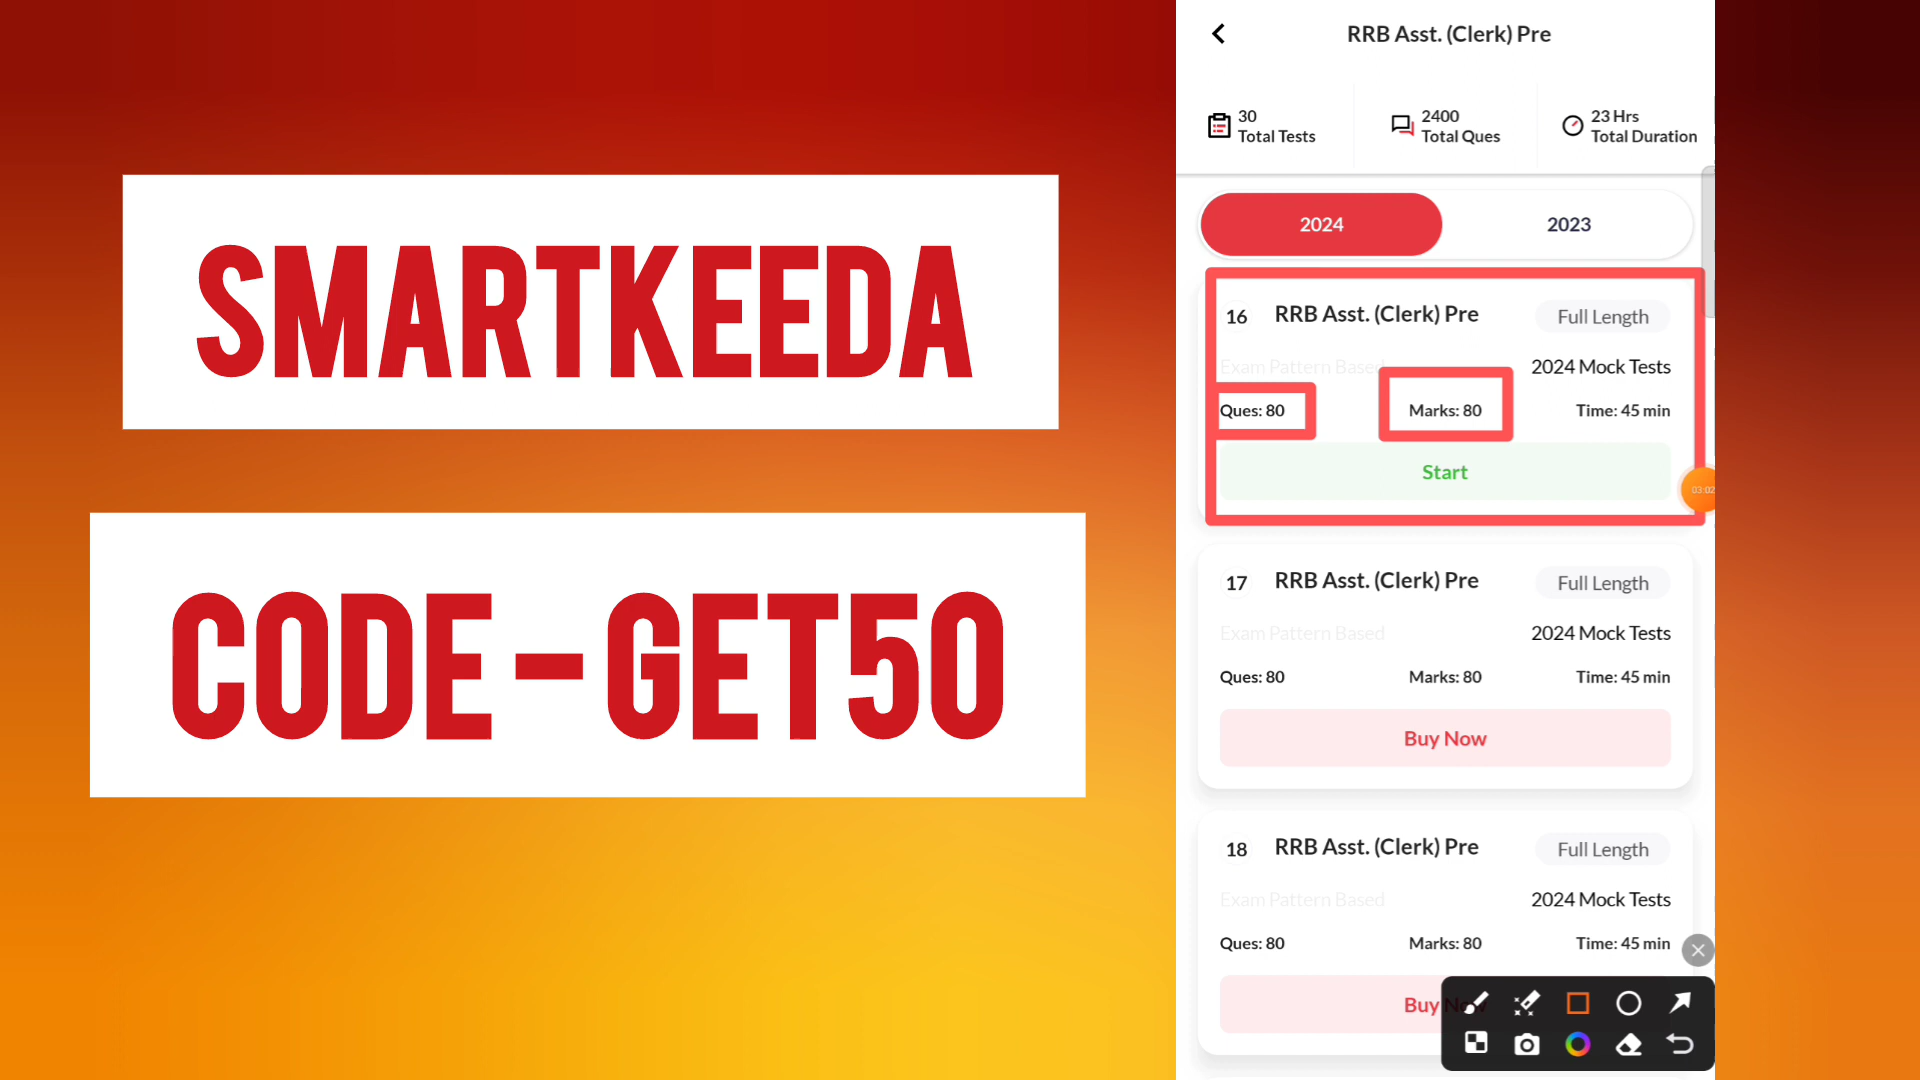 SMARTKEEDA
CODE – GET50
RRB Asst. (Clerk) Pre
30
Total Tests
2400
Total Ques
23 Hrs
Total Duration
2024
2023
16
RRB Asst. (Clerk) Pre
Full Length
Exam Pattern Based
2024 Mock Tests
Ques: 80
Marks: 80
Time: 45 min
Start
03:02
17
RRB Asst. (Clerk) Pre
Full Length
Exam Pattern Based
2024 Mock Tests
Ques: 80
Marks: 80
Time: 45 min
Buy Now
18
RRB Asst. (Clerk) Pre
Full Length
Exam Pattern Based
2024 Mock Tests
Ques: 80
Marks: 80
Time: 45 min
Buy Now